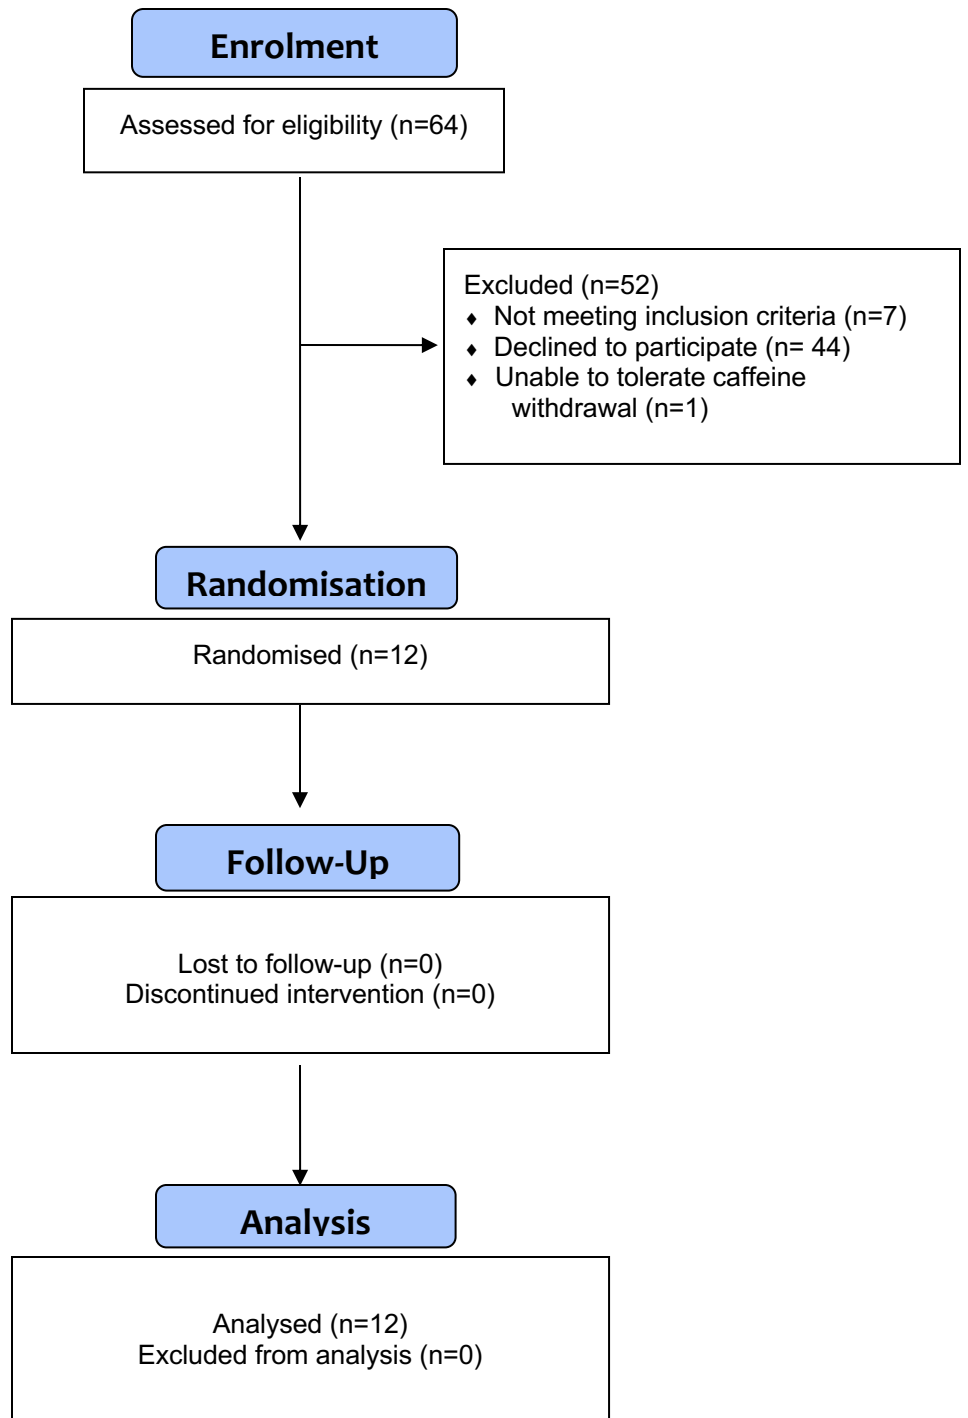 Enrolment
Assessed for eligibility (n=64)
Excluded (n=52)
⬧ Not meeting inclusion criteria (n=7)
⬧ Declined to participate (n= 44)
⬧ Unable to tolerate caffeine
withdrawal (n=1)
Randomisation
Randomised (n=12)
Follow-Up
Lost to follow-up (n=0)
Discontinued intervention (n=0)
Analysis
Analysed (n=12)
Excluded from analysis (n=0)